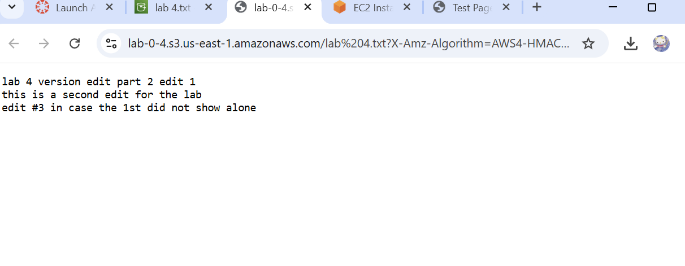 Launch A
lab 4.txt
lab-0-4.s
EC2 Insta
Test Page
lab-0-4.s3.us-east-1.amazonaws.com/lab%204.txt?X-Amz-Algorithm=AWS4-HMAC...
lab 4 version edit part 2 edit 1
this is a second edit for the lab
edit #3 in case the 1st did not show alone